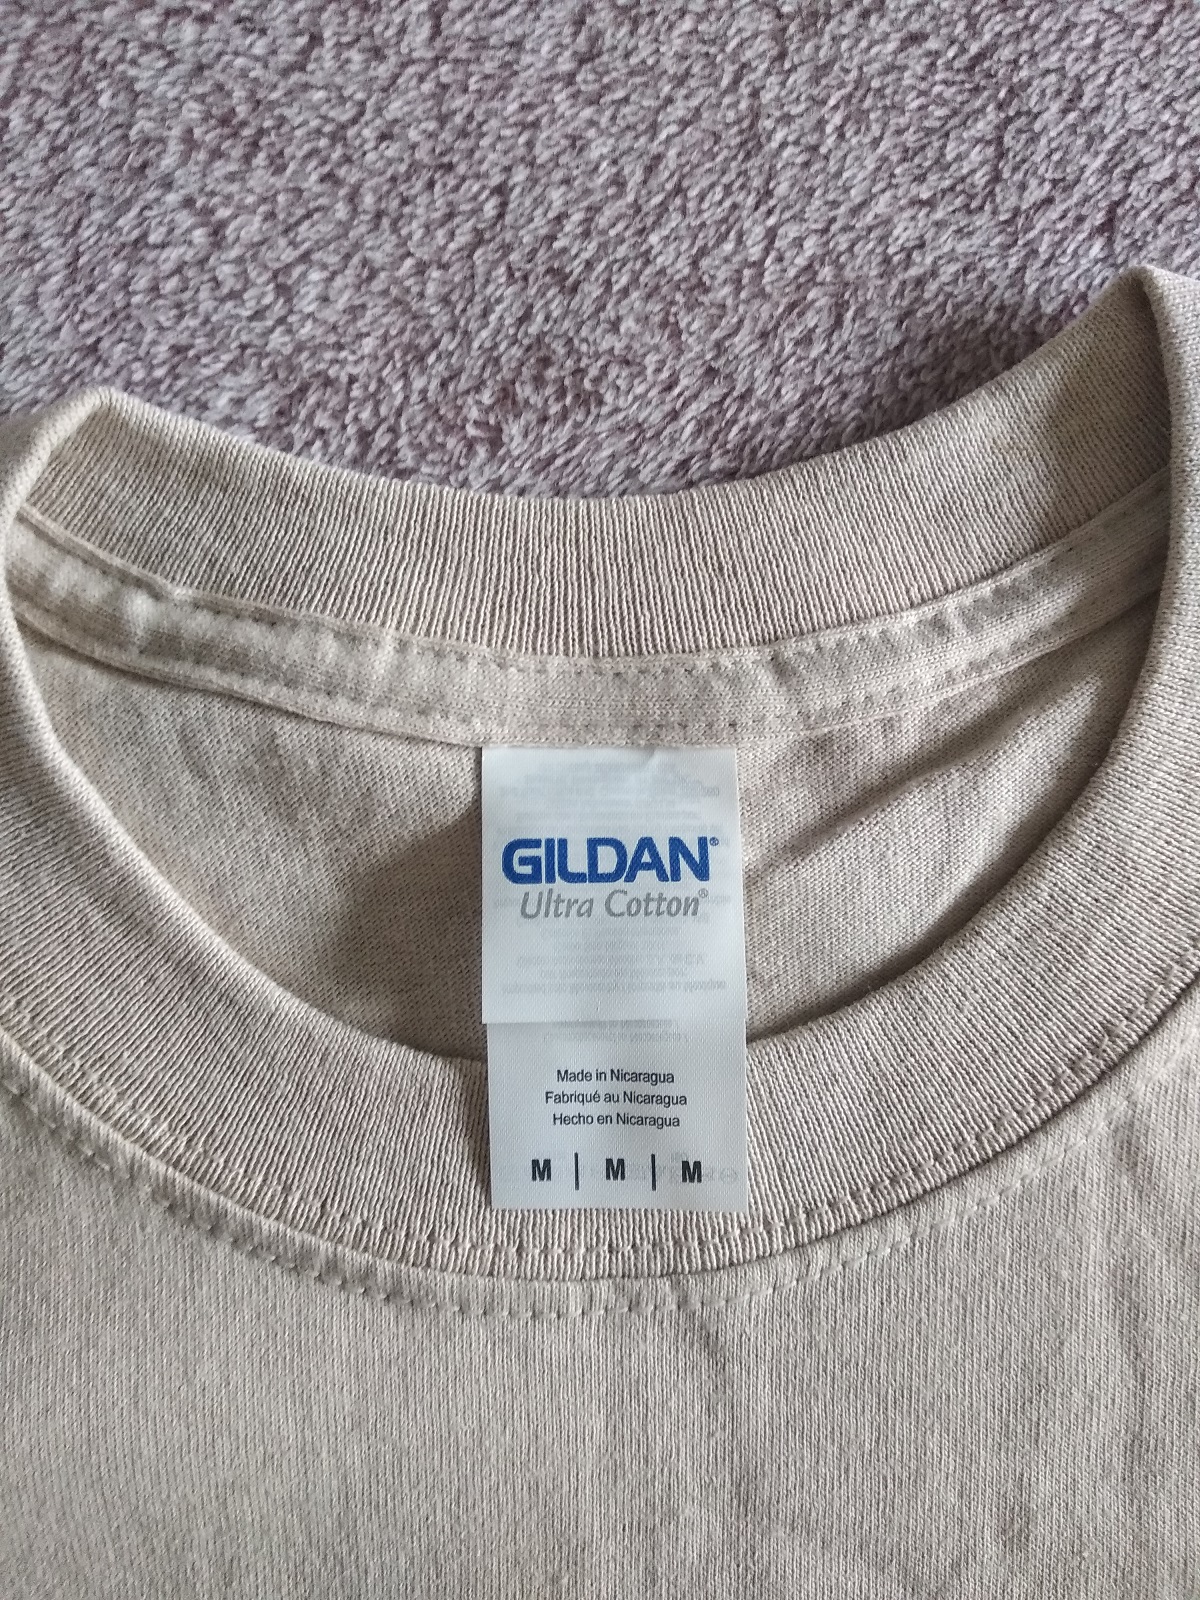 GILDAN®
Ultra Cotton®
Made in Nicaragua
Fabriqué au Nicaragua
Hecho en Nicaragua
M | M | M